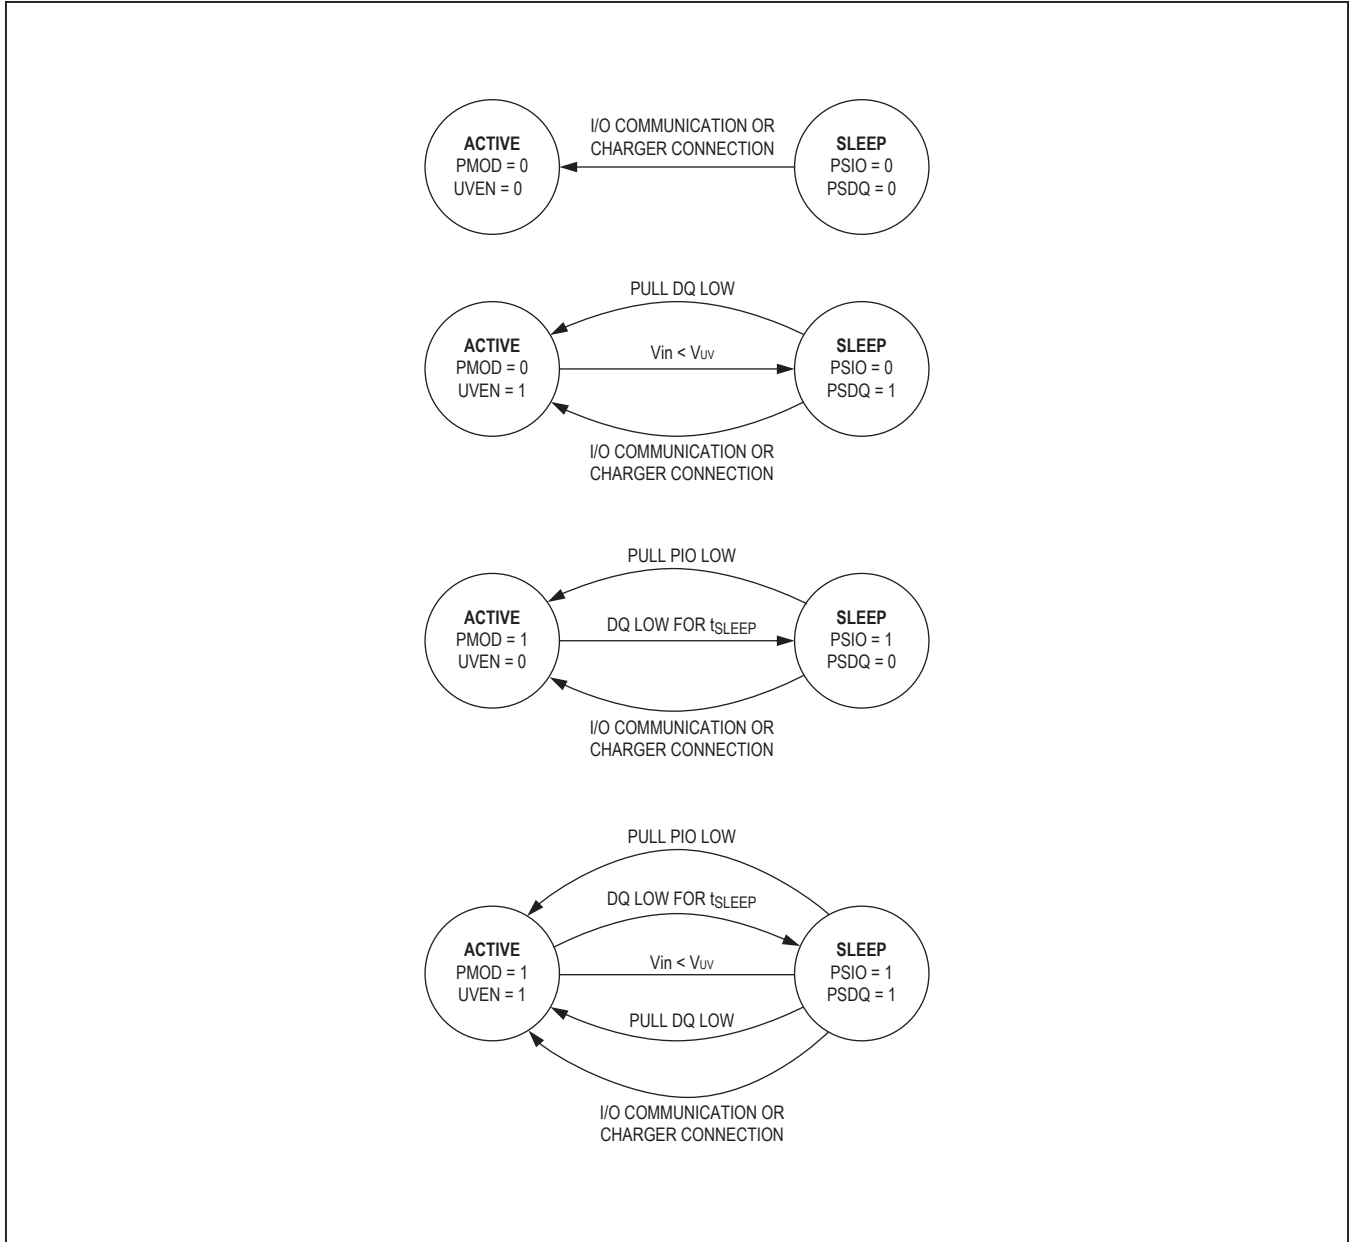 I/O COMMUNICATION OR
CHARGER CONNECTION
ACTIVE
PMOD = 0
UVEN = 0
SLEEP
PSIO = 0
PSDQ = 0
PULL DQ LOW
ACTIVE
PMOD = 0
UVEN = 1
Vin < VUV
SLEEP
PSIO = 0
PSDQ = 1
I/O COMMUNICATION OR
CHARGER CONNECTION
PULL PIO LOW
ACTIVE
PMOD = 1
UVEN = 0
DQ LOW FOR tSLEEP
SLEEP
PSIO = 1
PSDQ = 0
I/O COMMUNICATION OR
CHARGER CONNECTION
PULL PIO LOW
DQ LOW FOR tSLEEP
ACTIVE
PMOD = 1
UVEN = 1
Vin < VUV
SLEEP
PSIO = 1
PSDQ = 1
PULL DQ LOW
I/O COMMUNICATION OR
CHARGER CONNECTION